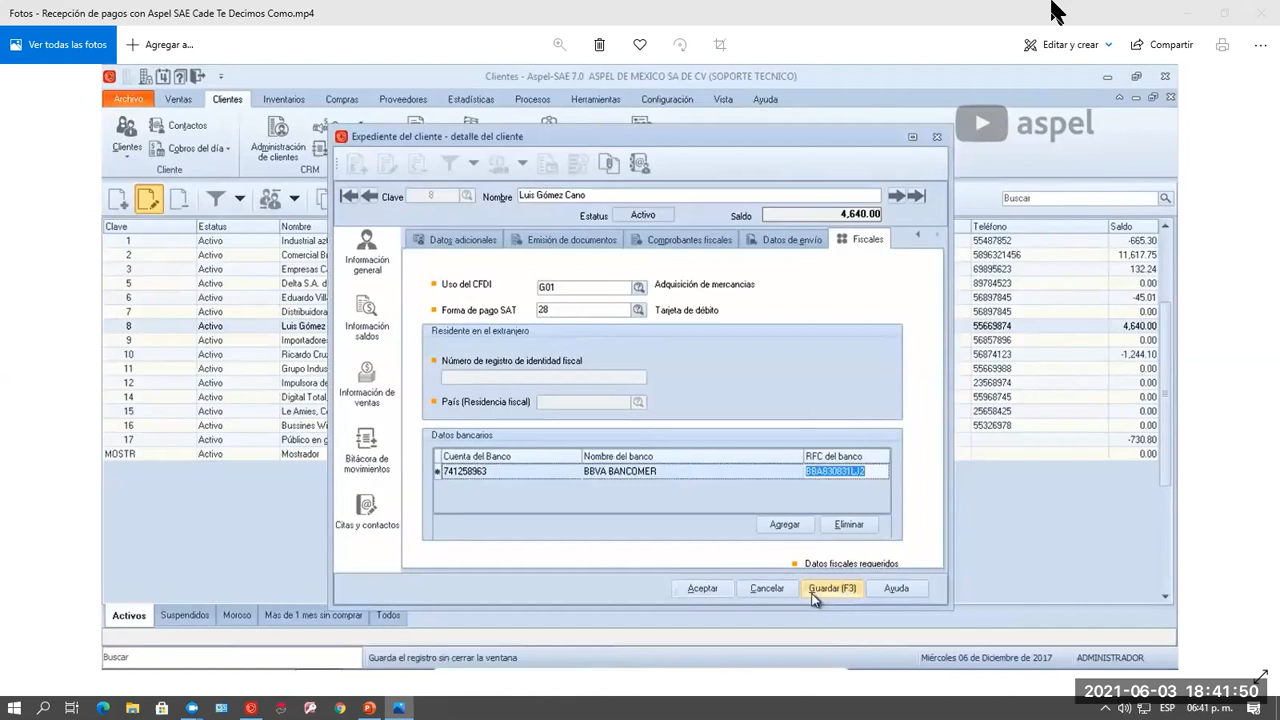 Fotos - Recepción de pagos con Aspel SAE Cade Te Decimos Como.mp4
Ver todas las fotos
Agregar a...
Editar y crear
Compartir
Clientes - Aspel-SAE 7.0 ASPEL DE MEXICO SA DE CV (SOPORTE TECNICO)
Archivo Ventas Clientes Inventarios Compras Proveedores Estadísticas Procesos Herramientas Configuración Vista Ayuda
aspel
Clientes
Contactos
Cobros del día
Cliente
Administración
de clientes
CRM
Expediente del cliente - detalle del cliente
Clave 8 Nombre Luis Gómez Cano
Estatus Activo Saldo 4,640.00
Buscar
Clave Estatus Nombre Teléfono Saldo
1 Activo Industrial azt 55487852 -665.30
2 Activo Comercial Br 5896321456 11,617.75
3 Activo Empresas C 69895623 132.24
5 Activo Delta S.A. d 89784523 0.00
6 Activo Eduardo Vill 56897845 -45.01
7 Activo Distribuidora 56897845 0.00
8 Activo Luis Gómez 55669874 4,640.00
9 Activo Importadores 56857896 0.00
10 Activo Ricardo Cruz 56874123 -1,244.10
11 Activo Grupo Indus 55669988 0.00
12 Activo Impulsora de 23568974 0.00
14 Activo Digital Total, 55968745 0.00
15 Activo Le Amies, C 25658425 0.00
16 Activo Bussines Wi 55326978 0.00
17 Activo Público en g -730.80
MOSTR Activo Mostrador 0.00
Información
general
Información
saldos
Información de
ventas
Bitácora de
movimientos
Citas y contactos
Datos adicionales Emisión de documentos Comprobantes fiscales Datos de envío Fiscales
Uso del CFDI G01 Adquisición de mercancias
Forma de pago SAT 28 Tarjeta de débito
Residente en el extranjero
Número de registro de identidad fiscal
País (Residencia fiscal)
Datos bancarios
Cuenta del Banco Nombre del banco RFC del banco
741258963 BBVA BANCOMER BBA830831LJ2
Agregar Eliminar
Datos fiscales requeridos
Aceptar Cancelar Guardar (F3) Ayuda
Activos Suspendidos Moroso Mas de 1 mes sin comprar Todos
Buscar
Guarda el registro sin cerrar la ventana
Miércoles 06 de Diciembre de 2017
ADMINISTRADOR
2021-06-03 18:41:50
ESP
06:41 p. m.